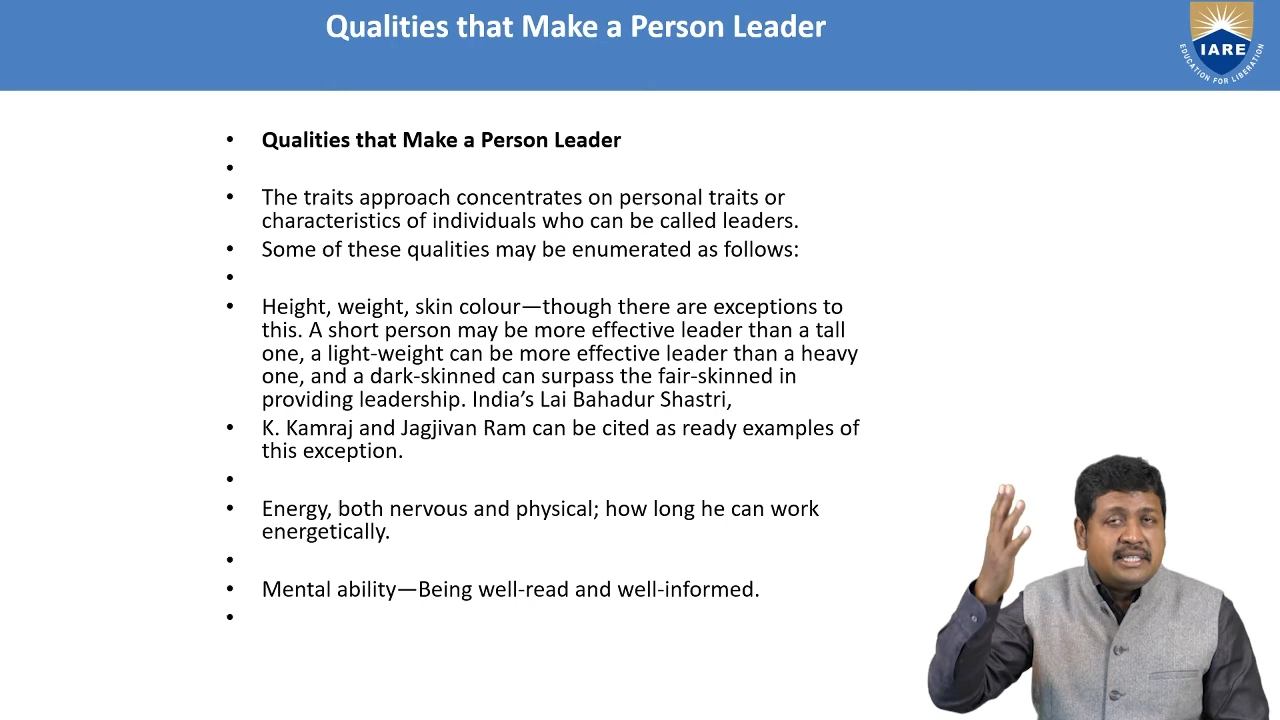 Qualities that Make a Person Leader
IARE
EDUCATION FOR LIBERATION
• Qualities that Make a Person Leader
•
• The traits approach concentrates on personal traits or
characteristics of individuals who can be called leaders.
• Some of these qualities may be enumerated as follows:
•
• Height, weight, skin colour—though there are exceptions to
this. A short person may be more effective leader than a tall
one, a light-weight can be more effective leader than a heavy
one, and a dark-skinned can surpass the fair-skinned in
providing leadership. India’s Lai Bahadur Shastri,
• K. Kamraj and Jagjivan Ram can be cited as ready examples of
this exception.
•
• Energy, both nervous and physical; how long he can work
energetically.
•
• Mental ability—Being well-read and well-informed.
•